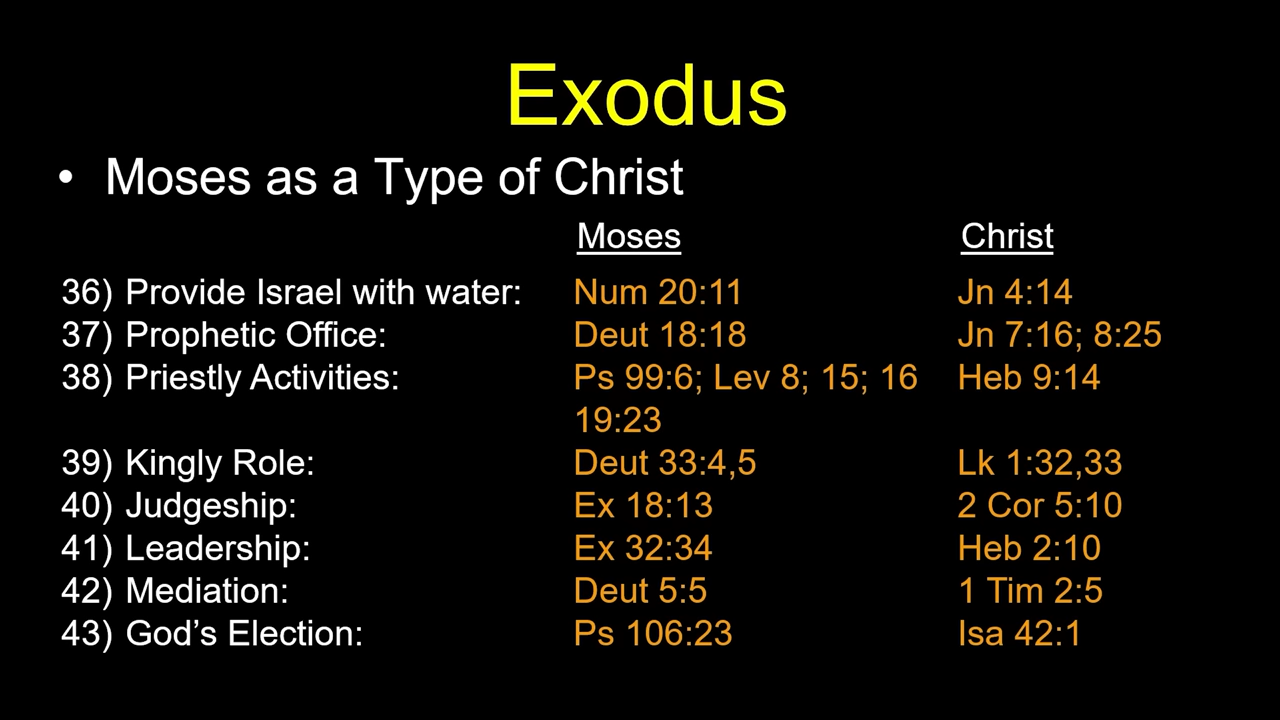 Exodus
• Moses as a Type of Christ
Moses Christ
36) Provide Israel with water: Num 20:11 Jn 4:14
37) Prophetic Office: Deut 18:18 Jn 7:16; 8:25
38) Priestly Activities: Ps 99:6; Lev 8; 15; 16 Heb 9:14
19:23
39) Kingly Role: Deut 33:4,5 Lk 1:32,33
40) Judgeship: Ex 18:13 2 Cor 5:10
41) Leadership: Ex 32:34 Heb 2:10
42) Mediation: Deut 5:5 1 Tim 2:5
43) God’s Election: Ps 106:23 Isa 42:1